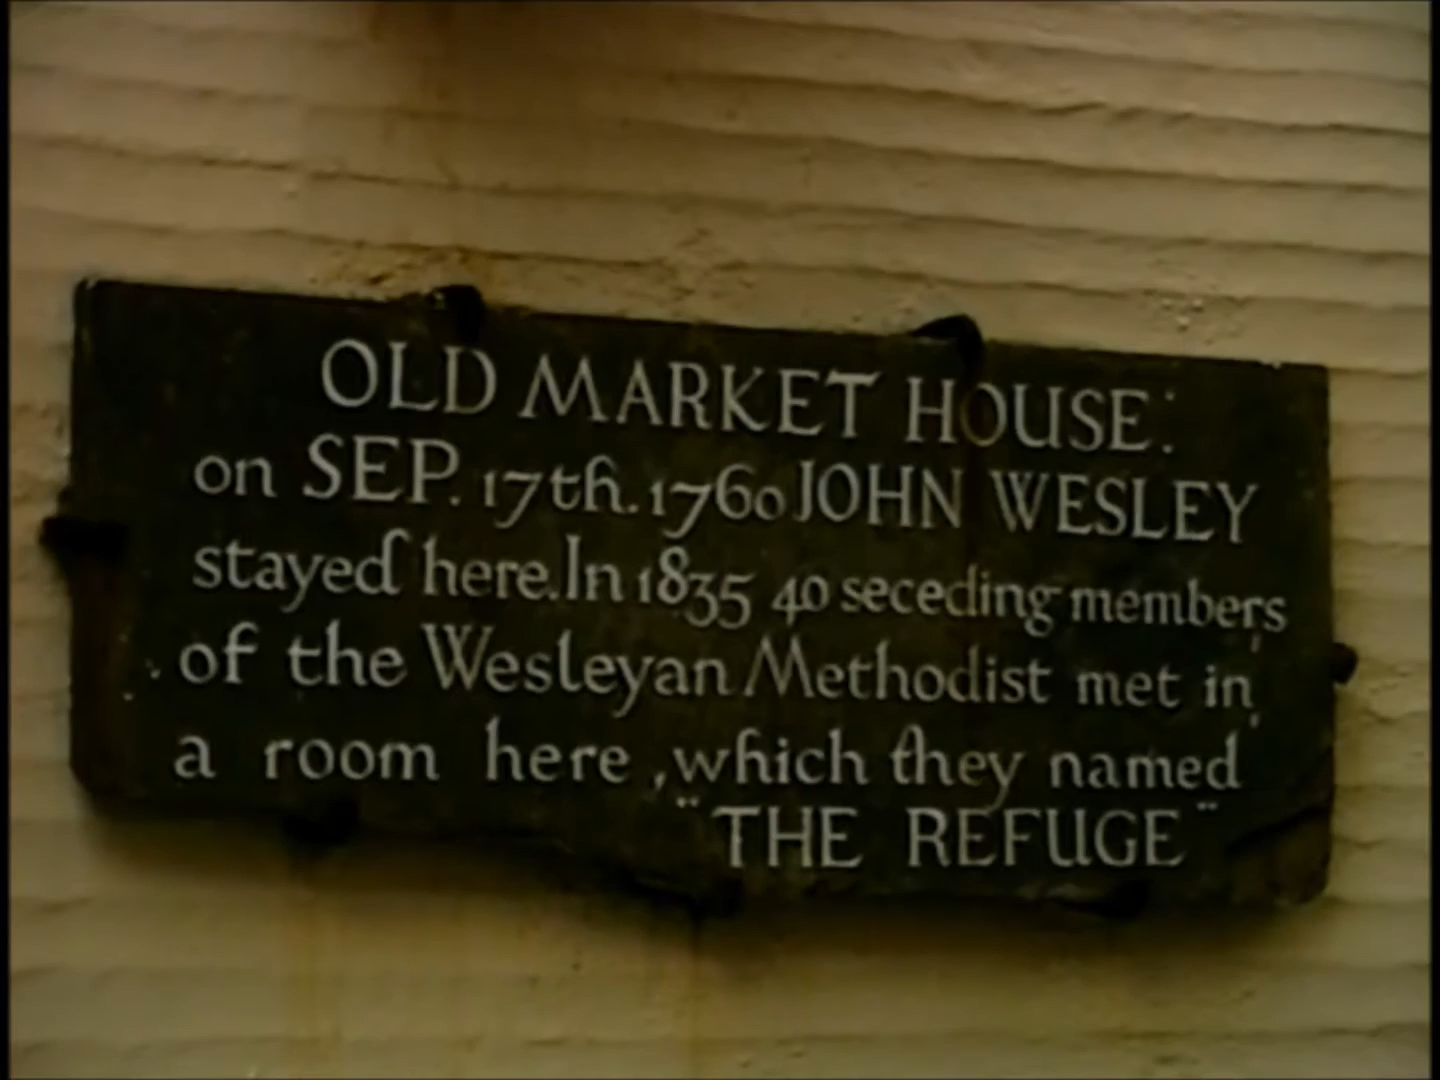 OLD MARKET HOUSE:
on SEP. 17th. 1760 JOHN WESLEY
stayed here. In 1835 40 seceding members
of the Wesleyan Methodist met in
a room here, which they named
"THE REFUGE"